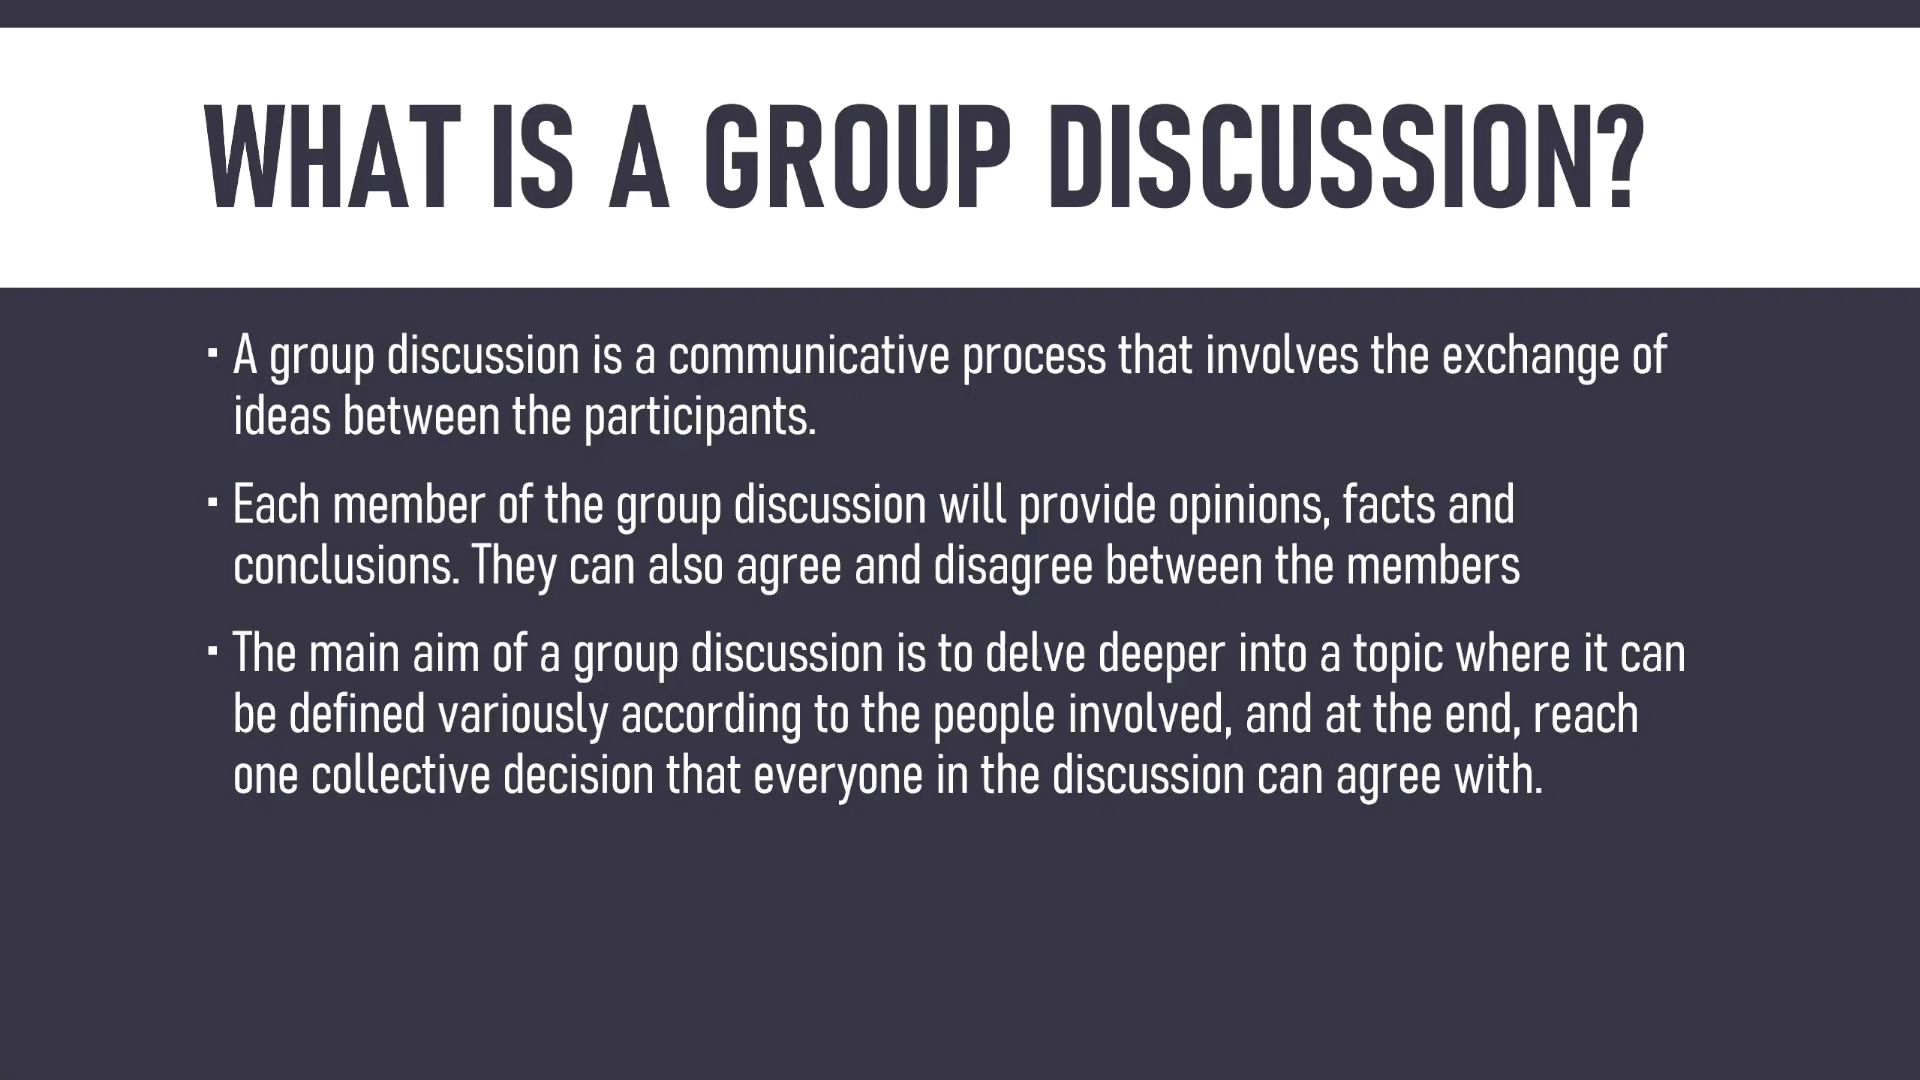 WHAT IS A GROUP DISCUSSION?
▪ A group discussion is a communicative process that involves the exchange of
ideas between the participants.
▪ Each member of the group discussion will provide opinions, facts and
conclusions. They can also agree and disagree between the members
▪ The main aim of a group discussion is to delve deeper into a topic where it can
be defined variously according to the people involved, and at the end, reach
one collective decision that everyone in the discussion can agree with.